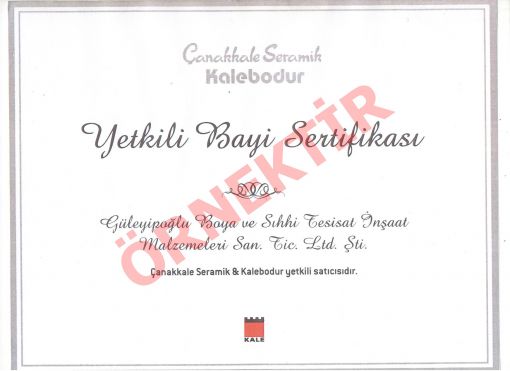 Çanakkale Seramik
Kalebodur
Yetkili Bayi Sertifikası
Güleyipoğlu Boya ve Sıhhi Tesisat İnşaat
Malzemeleri San. Tic. Ltd. Şti.
Çanakkale Seramik & Kalebodur yetkili satıcısıdır.
ÖRNEKTİR
KALE